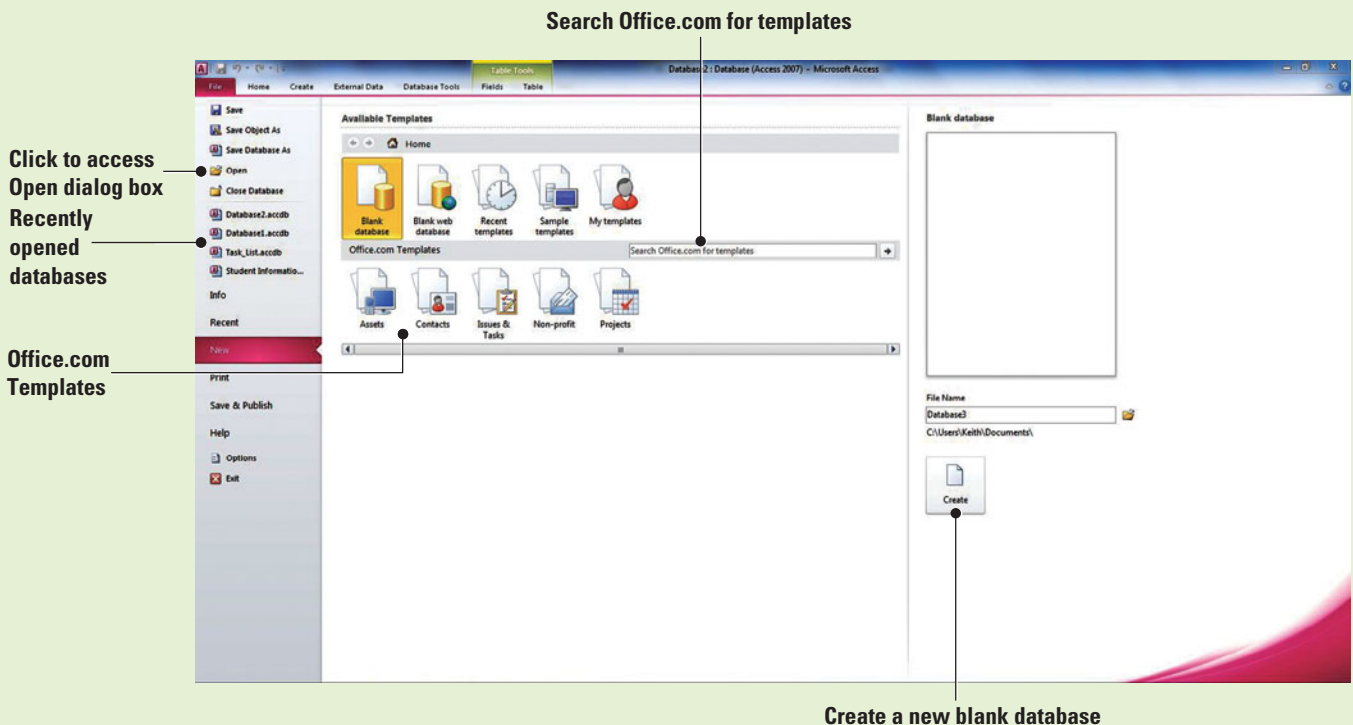 Search Office.com for templates
Table Tools
Database2 : Database (Access 2007) - Microsoft Access
File Home Create External Data Database Tools Fields Table
Save
Save Object As
Save Database As
Open
Close Database
Database2.accdb
Database1.accdb
Task_List.accdb
Student Informatio...
Info
Recent
New
Print
Save & Publish
Help
Options
Exit
Click to access
Open dialog box
Recently
opened
databases
Office.com
Templates
Available Templates
Home
Blank database
Blank web database
Recent templates
Sample templates
My templates
Office.com Templates
Search Office.com for templates
Assets
Contacts
Issues & Tasks
Non-profit
Projects
Blank database
File Name
Database3
C:\Users\Keith\Documents\
Create
Create a new blank database